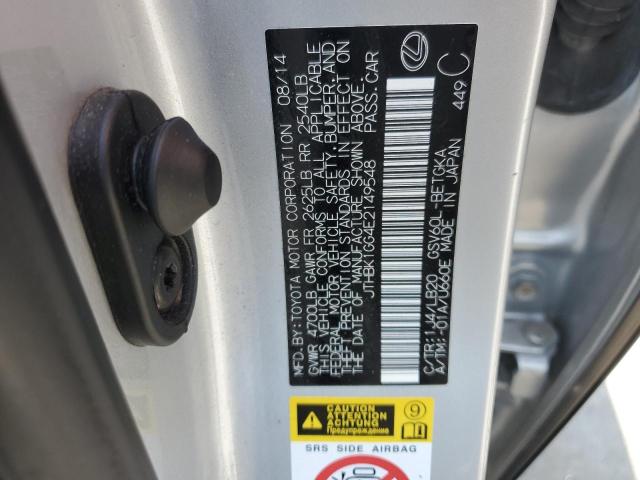 MFD.BY:TOYOTA MOTOR CORPORATION 08/14
GVWR 4700LB GAWR FR 2625LB RR 2540LB
THIS VEHICLE CONFORMS TO ALL APPLICABLE
FEDERAL MOTOR VEHICLE SAFETY, BUMPER, AND
THEFT PREVENTION STANDARDS IN EFFECT ON
THE DATE OF MANUFACTURE SHOWN ABOVE.
JTHBK1GG4E2149548 PASS.CAR
C/TR:1J4/LB20 GSV60L-BETGKA
A/TM:-01A/U660E MADE IN JAPAN
449 C
CAUTION
ATTENTION
ACHTUNG
Предупреждение
9
SRS SIDE AIRBAG